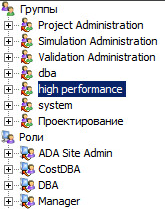 Группы
Project Administration
Simulation Administration
Validation Administration
dba
high performance
system
Проектирование
Роли
ADA Site Admin
CostDBA
DBA
Manager